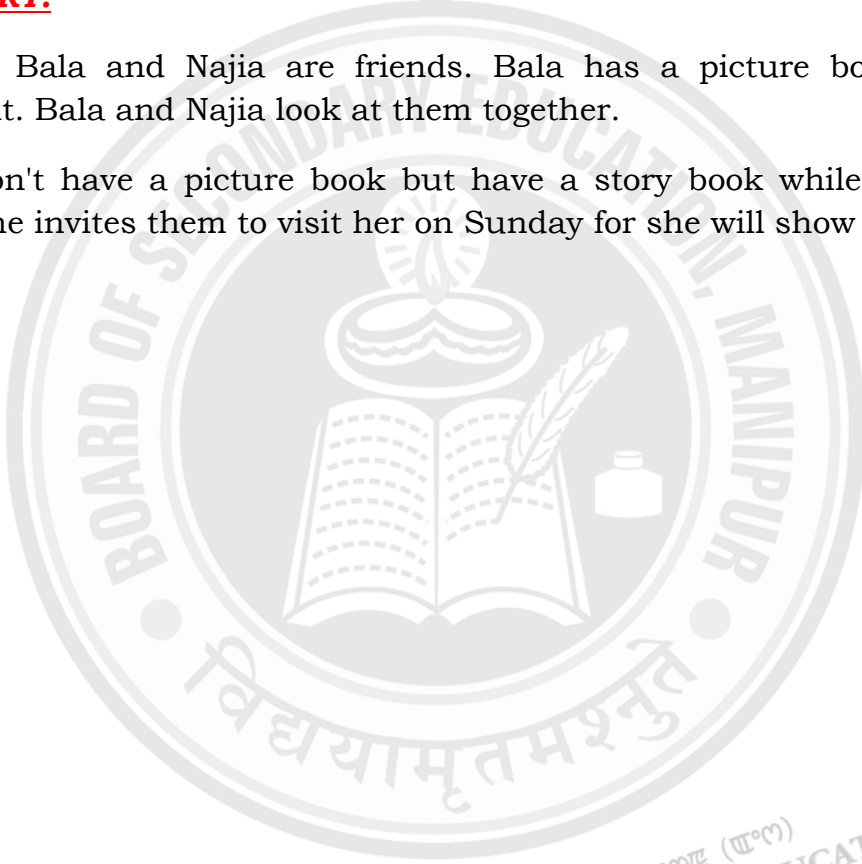 Bala and Najia are friends. Bala has a picture
t. Bala and Najia look at them together.
on't have a picture book but have a story book while
invites them to visit her on Sunday for she will show
BOARD OF SECONDARY EDUCATION, MANIPUR
विद्ययामृतमश्नुते